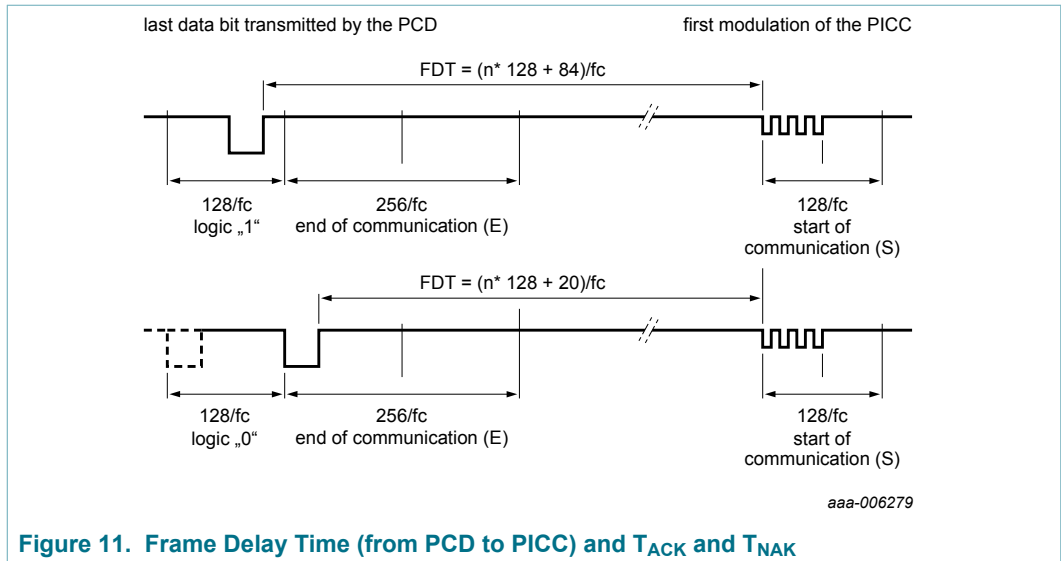 last data bit transmitted by the PCD
first modulation of the PICC
FDT = (n* 128 + 84)/fc
128/fc
logic „1“
256/fc
end of communication (E)
128/fc
start of
communication (S)
FDT = (n* 128 + 20)/fc
128/fc
logic „0“
256/fc
end of communication (E)
128/fc
start of
communication (S)
aaa-006279
Figure 11. Frame Delay Time (from PCD to PICC) and TACK and TNAK